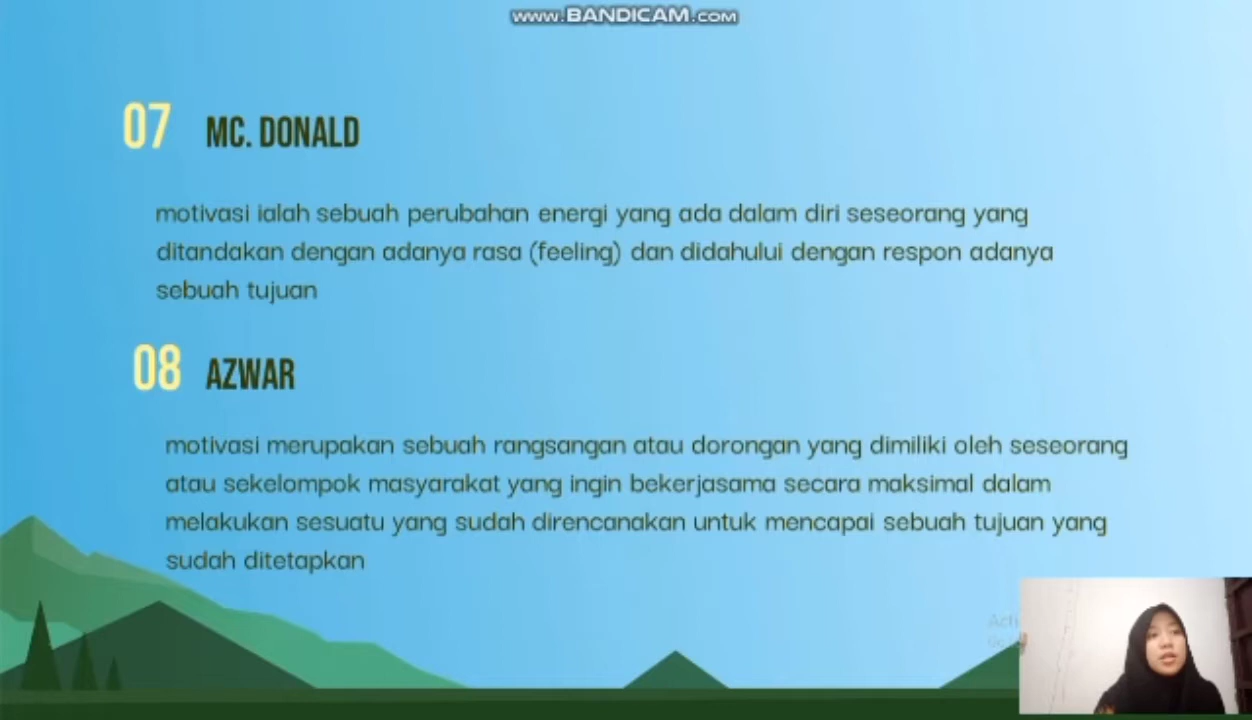 www.BANDICAM.com
07 MC. DONALD
motivasi ialah sebuah perubahan energi yang ada dalam diri seseorang yang
ditandakan dengan adanya rasa (feeling) dan didahului dengan respon adanya
sebuah tujuan
08 AZWAR
motivasi merupakan sebuah rangsangan atau dorongan yang dimiliki oleh seseorang
atau sekelompok masyarakat yang ingin bekerjasama secara maksimal dalam
melakukan sesuatu yang sudah direncanakan untuk mencapai sebuah tujuan yang
sudah ditetapkan